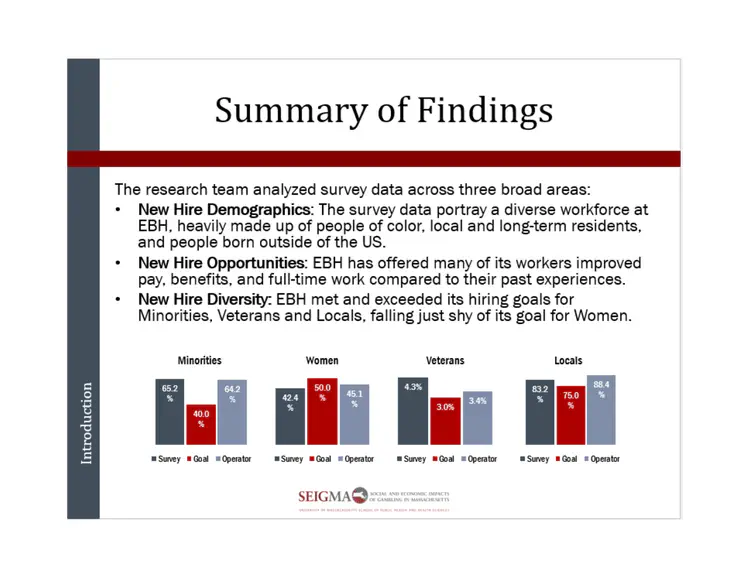 Summary of Findings
The research team analyzed survey data across three broad areas:
• New Hire Demographics: The survey data portray a diverse workforce at
EBH, heavily made up of people of color, local and long-term residents,
and people born outside of the US.
• New Hire Opportunities: EBH has offered many of its workers improved
pay, benefits, and full-time work compared to their past experiences.
• New Hire Diversity: EBH met and exceeded its hiring goals for
Minorities, Veterans and Locals, falling just shy of its goal for Women.
Introduction
Minorities
65.2
%
40.0
%
64.2
%
Survey Goal Operator
Women
42.4
%
50.0
%
45.1
%
Survey Goal Operator
Veterans
4.3%
3.0%
3.4%
Survey Goal Operator
Locals
83.2
%
75.0
%
88.4
%
Survey Goal Operator
SEIGMA
SOCIAL AND ECONOMIC IMPACTS
OF GAMBLING IN MASSACHUSETTS
UNIVERSITY OF MASSACHUSETTS SCHOOL OF PUBLIC HEALTH AND HEALTH SCIENCES